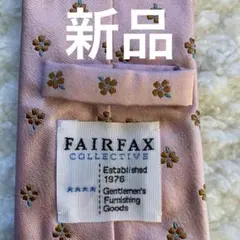 新品
FAIRFAX
COLLECTIVE
Established
1976
★★★★ Gentlemen's
Furnishing
Goods